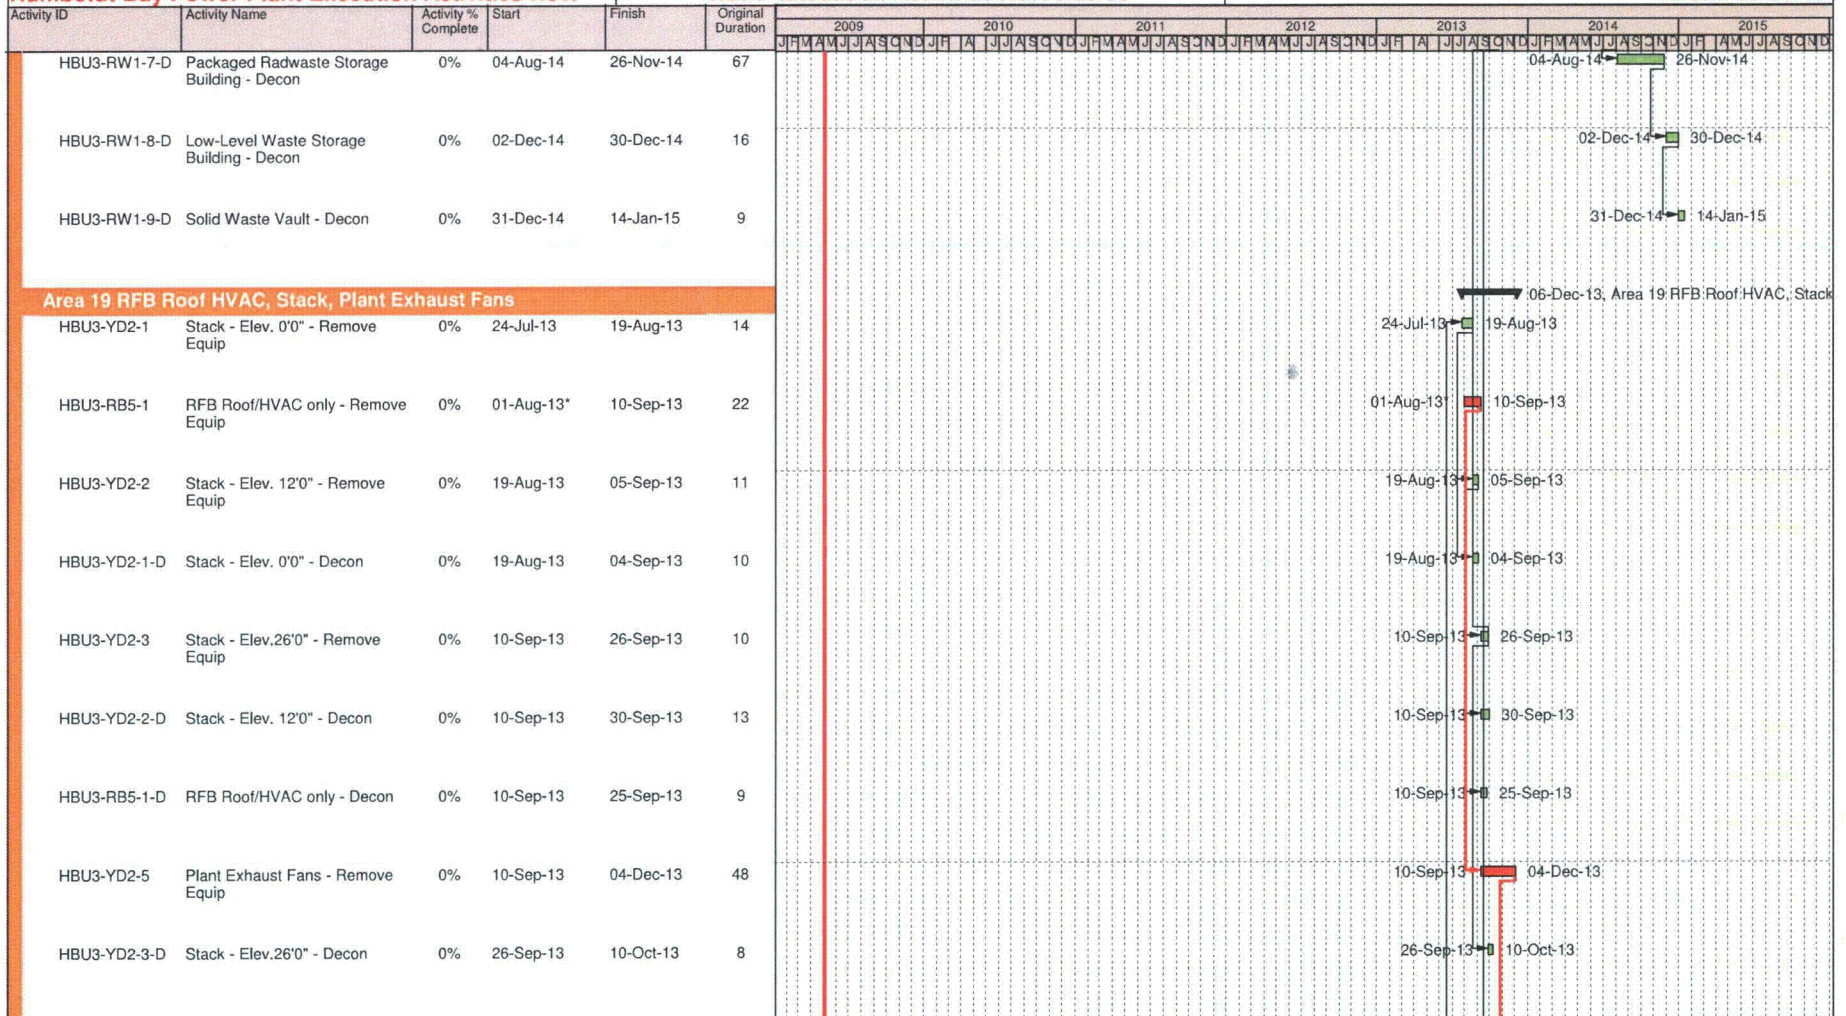 Activity ID Activity Name Activity % Complete Start Finish Original Duration
2009 2010 2011 2012 2013 2014 2015
HBU3-RW1-7-D Packaged Radwaste Storage Building - Decon 0% 04-Aug-14 26-Nov-14 67 04-Aug-14 26-Nov-14
HBU3-RW1-8-D Low-Level Waste Storage Building - Decon 0% 02-Dec-14 30-Dec-14 16 02-Dec-14 30-Dec-14
HBU3-RW1-9-D Solid Waste Vault - Decon 0% 31-Dec-14 14-Jan-15 9 31-Dec-14 14-Jan-15
Area 19 RFB Roof HVAC, Stack, Plant Exhaust Fans 06-Dec-13, Area 19 RFB Roof HVAC, Stack
HBU3-YD2-1 Stack - Elev. 0'0" - Remove Equip 0% 24-Jul-13 19-Aug-13 14 24-Jul-13 19-Aug-13
HBU3-RB5-1 RFB Roof/HVAC only - Remove Equip 0% 01-Aug-13* 10-Sep-13 22 01-Aug-13* 10-Sep-13
HBU3-YD2-2 Stack - Elev. 12'0" - Remove Equip 0% 19-Aug-13 05-Sep-13 11 19-Aug-13 05-Sep-13
HBU3-YD2-1-D Stack - Elev. 0'0" - Decon 0% 19-Aug-13 04-Sep-13 10 19-Aug-13 04-Sep-13
HBU3-YD2-3 Stack - Elev.26'0" - Remove Equip 0% 10-Sep-13 26-Sep-13 10 10-Sep-13 26-Sep-13
HBU3-YD2-2-D Stack - Elev. 12'0" - Decon 0% 10-Sep-13 30-Sep-13 13 10-Sep-13 30-Sep-13
HBU3-RB5-1-D RFB Roof/HVAC only - Decon 0% 10-Sep-13 25-Sep-13 9 10-Sep-13 25-Sep-13
HBU3-YD2-5 Plant Exhaust Fans - Remove Equip 0% 10-Sep-13 04-Dec-13 48 10-Sep-13 04-Dec-13
HBU3-YD2-3-D Stack - Elev.26'0" - Decon 0% 26-Sep-13 10-Oct-13 8 26-Sep-13 10-Oct-13